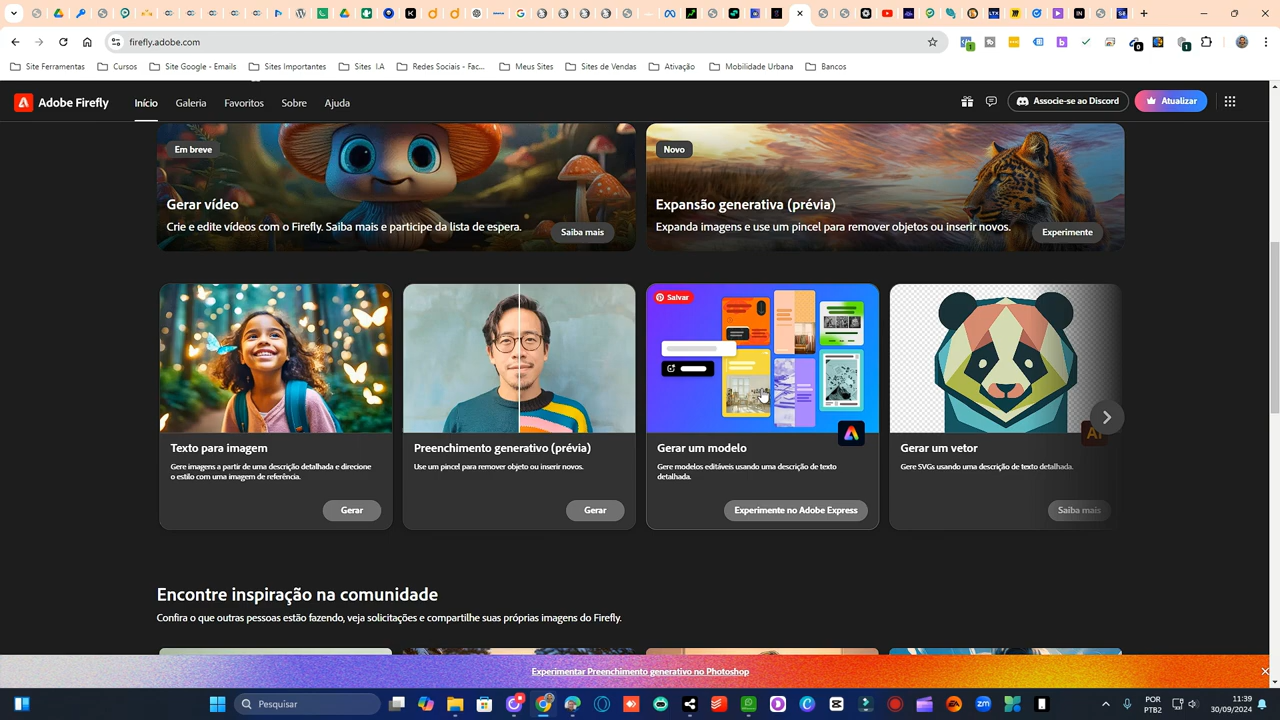 firefly.adobe.com
Site Ferramentas
Cursos
Site Google - Emails
Sites Importantes
Sites I.A
Redes Sociais - Fac...
Meus Sites
Sites de Vendas
Ativação
Mobilidade Urbana
Bancos
Adobe Firefly
Início
Galeria
Favoritos
Sobre
Ajuda
Associe-se ao Discord
Atualizar
Em breve
Gerar vídeo
Crie e edite vídeos com o Firefly. Saiba mais e participe da lista de espera.
Saiba mais
Novo
Expansão generativa (prévia)
Expanda imagens e use um pincel para remover objetos ou inserir novos.
Experimente
Texto para imagem
Gere imagens a partir de uma descrição detalhada e direcione
o estilo com uma imagem de referência.
Gerar
Preenchimento generativo (prévia)
Use um pincel para remover objeto ou inserir novos.
Gerar
Salvar
Gerar um modelo
Gere modelos editáveis usando uma descrição de texto
detalhada.
Experimente no Adobe Express
Ai
Gerar um vetor
Gere SVGs usando uma descrição de texto detalhada.
Saiba mais
Encontre inspiração na comunidade
Confira o que outras pessoas estão fazendo, veja solicitações e compartilhe suas próprias imagens do Firefly.
Experimentar Preenchimento generativo no Photoshop
Pesquisar
POR
PTB2
11:39
30/09/2024